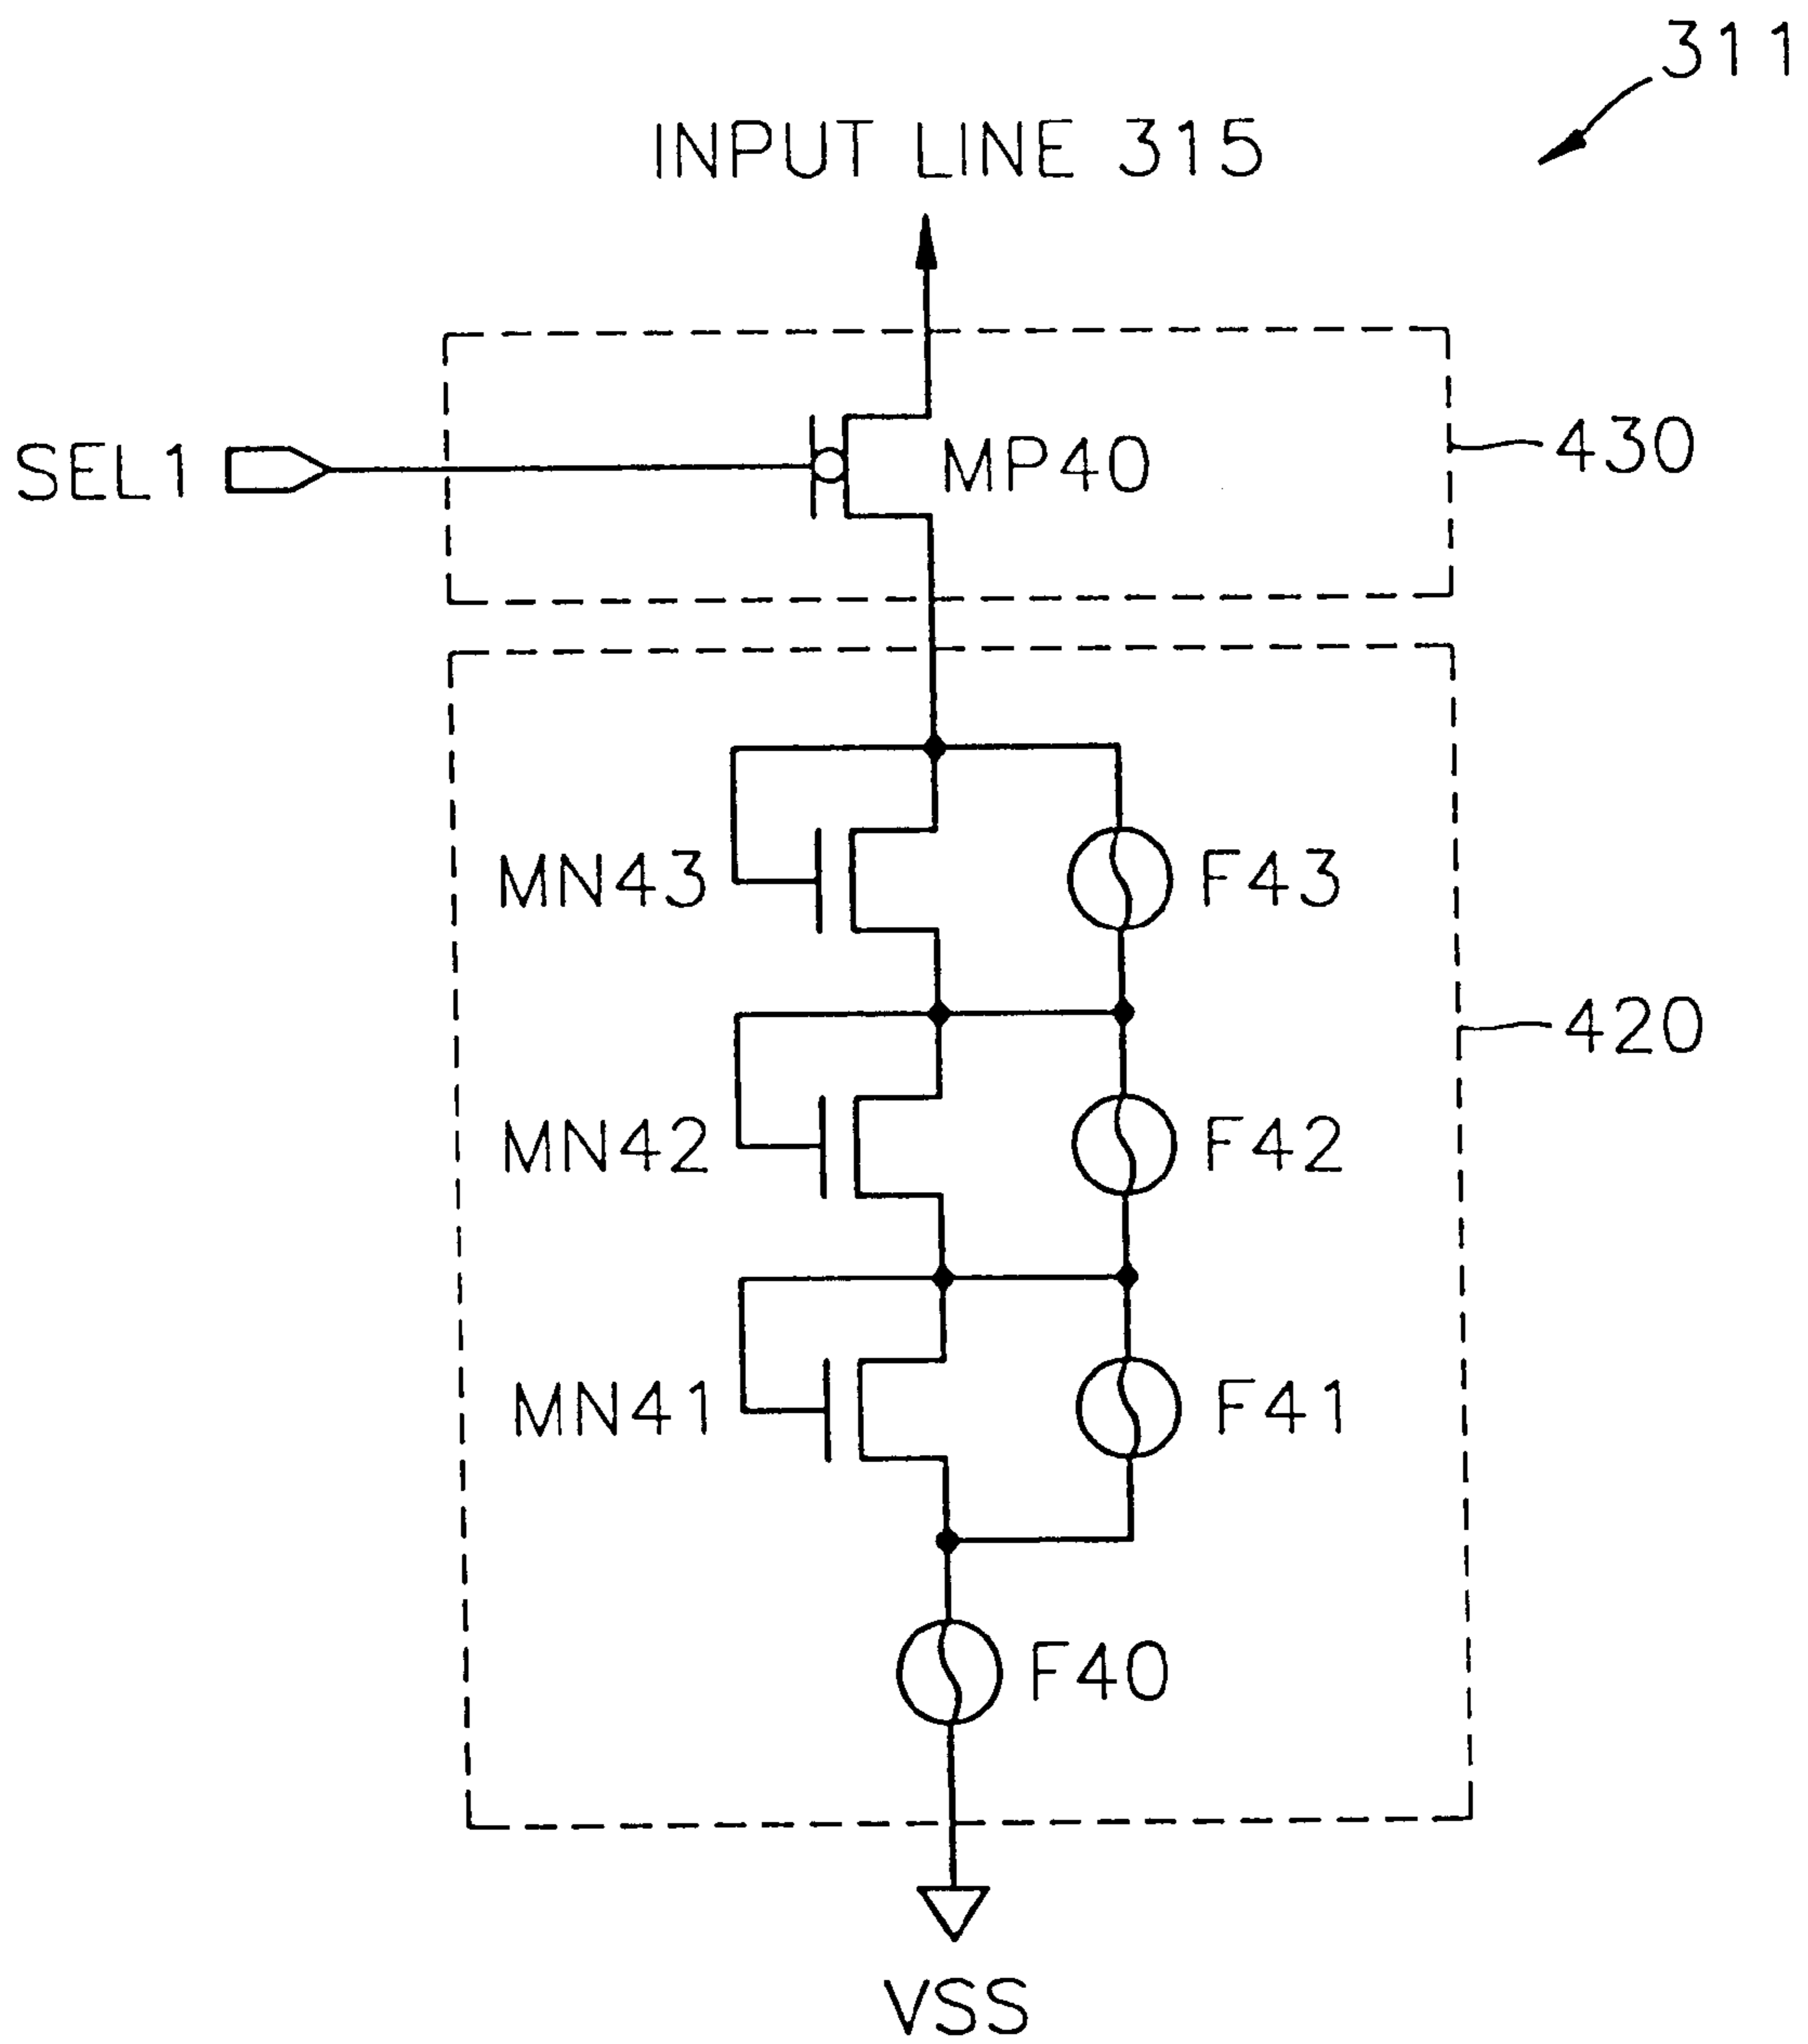 311
INPUT LINE 315
SEL1
MP40
430
MN43
F43
420
MN42
F42
MN41
F41
F40
VSS